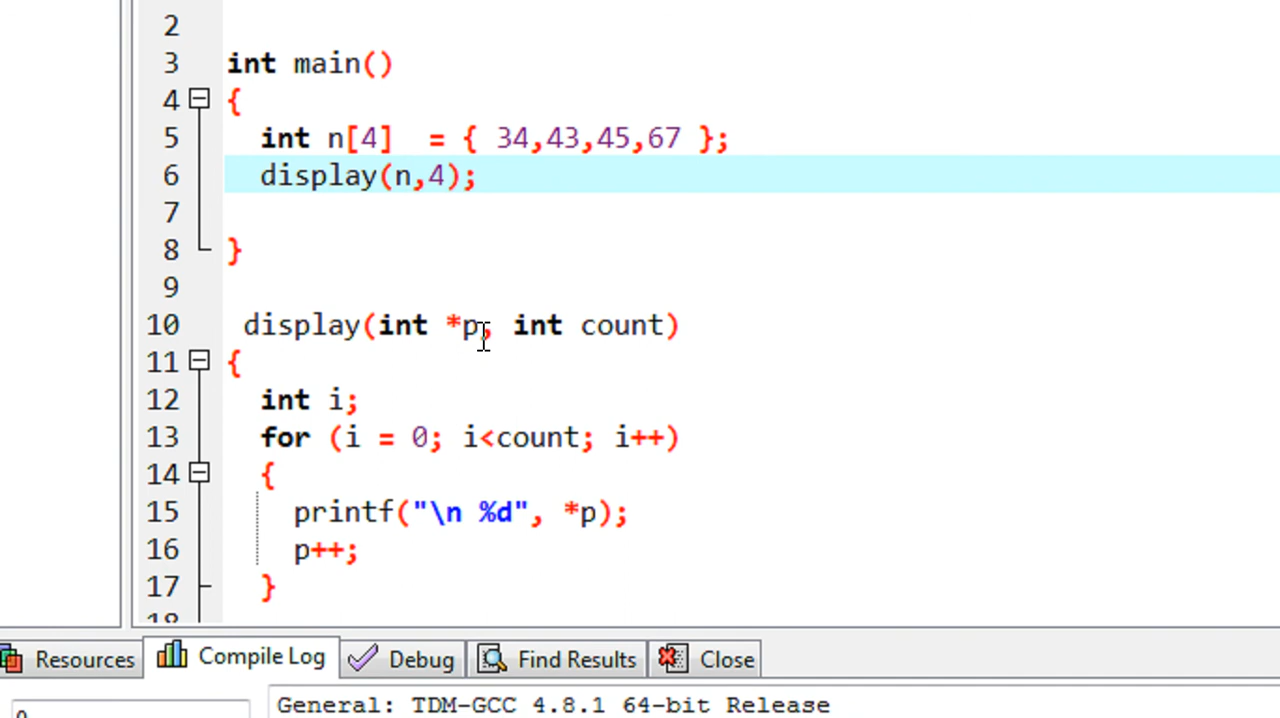 2
3 int main()
4 {
5 int n[4]  = { 34,43,45,67 };
6 display(n,4);
7
8 }
9
10 display(int *p, int count)
11 {
12 int i;
13 for (i = 0; i<count; i++)
14 {
15 printf("\n %d", *p);
16 p++;
17 }
18
Resources Compile Log Debug Find Results Close
General: TDM-GCC 4.8.1 64-bit Release